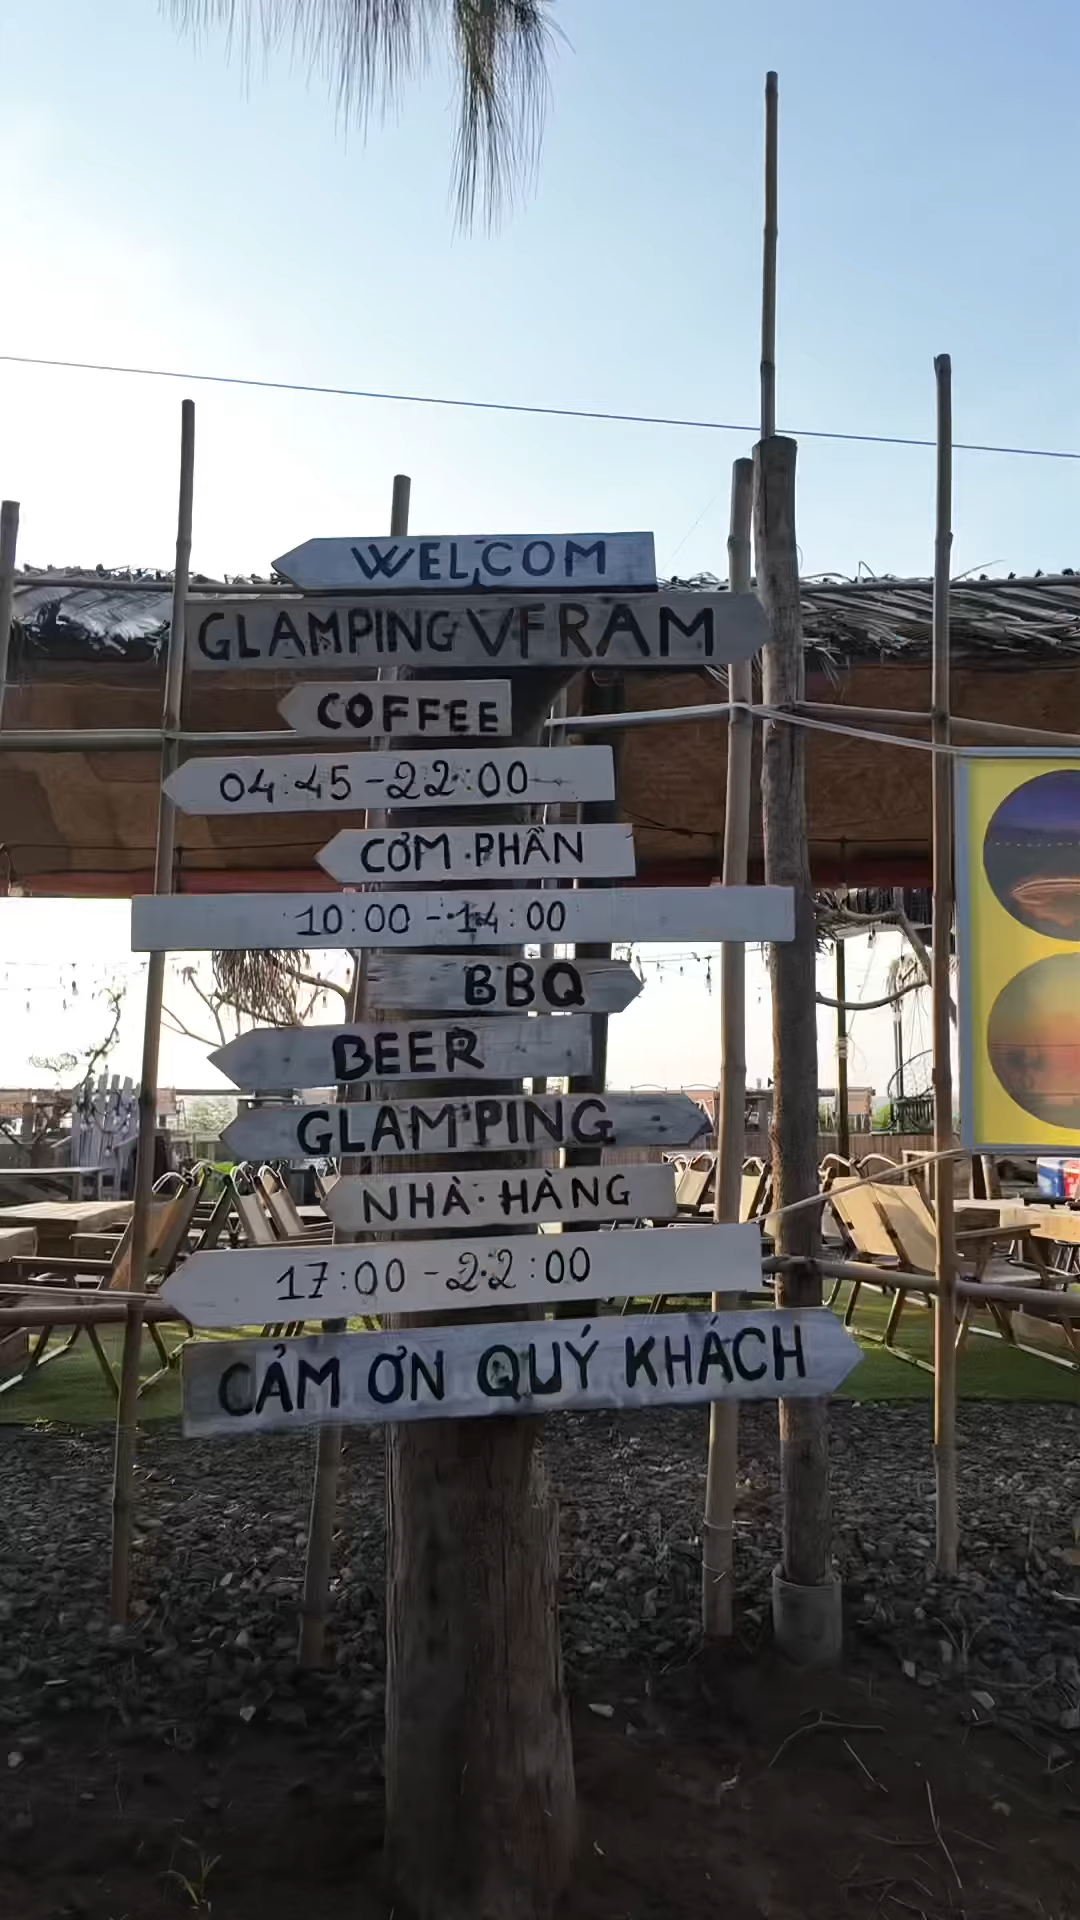 WELCOM
GLAMPING VFRAM
COFFEE
04:45-22:00
CƠM PHẦN
10:00-14:00
BBQ
BEER
GLAMPING
NHÀ HÀNG
17:00-22:00
CẢM ƠN QUÝ KHÁCH